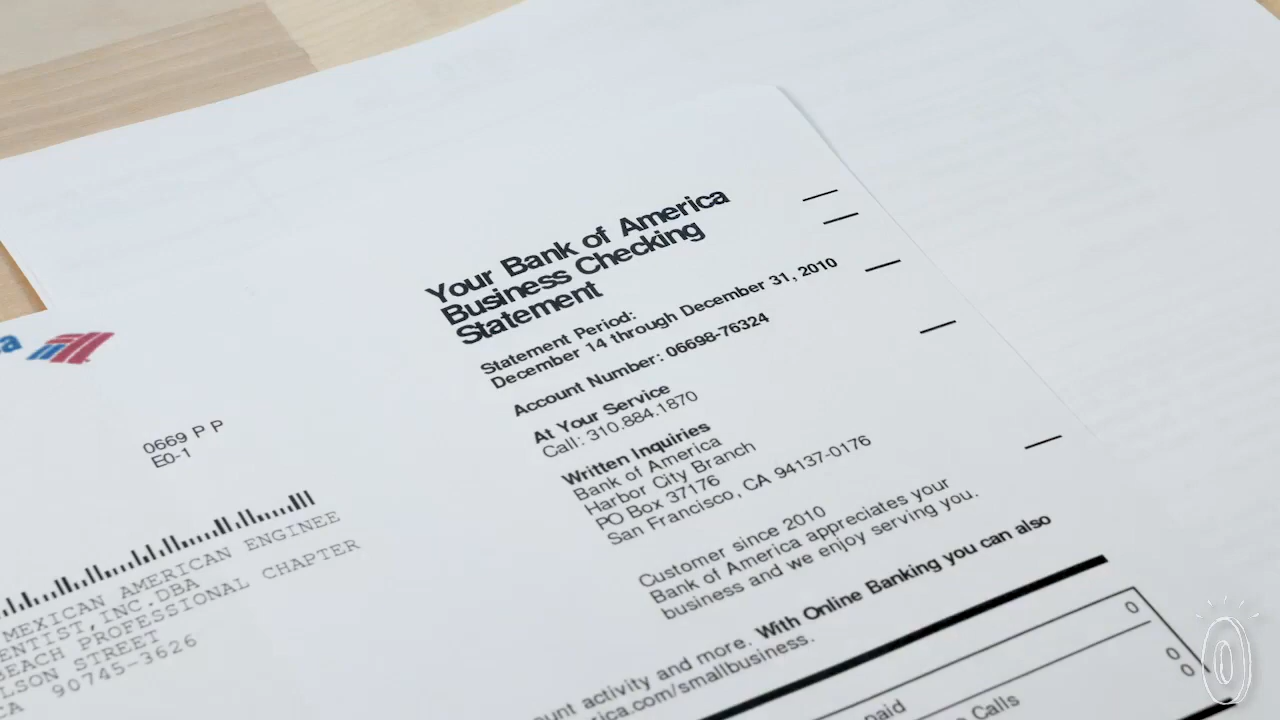 Your Bank of America
Business Checking
Statement
Statement Period:
December 14 through December 31, 2010
Account Number: 06698-76324
At Your Service
Call: 310.884.1870
Written Inquiries
Bank of America
Harbor City Branch
PO Box 37176
San Francisco, CA 94137-0176
Customer since 2010
Bank of America appreciates your
business and we enjoy serving you.
0669 P P
E0-1
MEXICAN AMERICAN ENGINEE
ENTIST, INC. DBA
BEACH PROFESSIONAL CHAPTER
LSON STREET
CA 90745-3626
unt activity and more. With Online Banking you can also
ica.com/smallbusiness.
0
paid 0
Calls 0